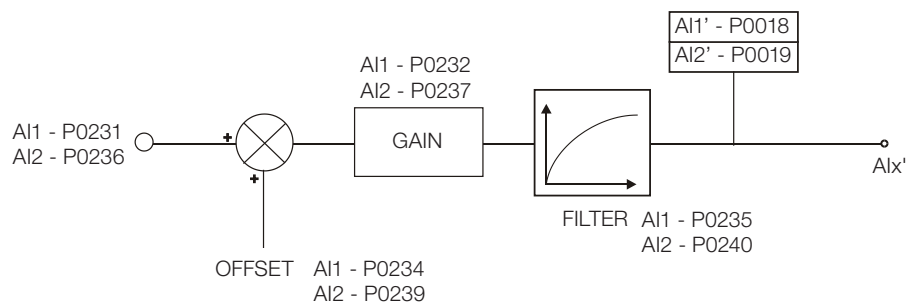 AI1' - P0018
AI2' - P0019
AI1 - P0232
AI2 - P0237
AI1 - P0231
AI2 - P0236
+
GAIN
+
AIx'
FILTER AI1 - P0235
AI2 - P0240
OFFSET AI1 - P0234
AI2 - P0239